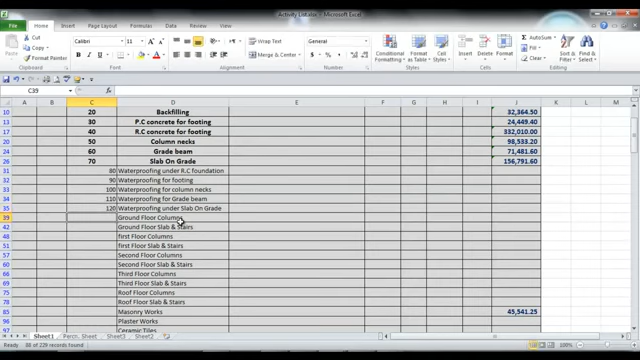 Activity List.xlsx - Microsoft Excel
File Home Insert Page Layout Formulas Data Review View
Cut
Copy
Format Painter
Clipboard
Calibri 11
Font
Wrap Text
Merge & Center
Alignment
General
Number
Conditional Formatting
Format as Table
Cell Styles
Styles
Insert Delete Format
Cells
AutoSum
Fill
Clear
Sort & Filter
Find & Select
Editing
C39
A B C D E F G H I J K L M
10 20 Backfilling 32,364.50
13 30 P.C concrete for footing 24,449.40
17 40 R.C concrete for footing 332,010.00
20 50 Column necks 98,533.20
24 60 Grade beam 71,481.60
26 70 Slab On Grade 156,791.60
31 80 Waterproofing under R.C foundation
32 90 Waterproofing for footing
33 100 Waterproofing for column necks
34 110 Waterproofing for Grade beam
35 120 Waterproofing under Slab On Grade
39 Ground Floor Columns
42 Ground Floor Slab & Stairs
48 first Floor Columns
51 first Floor Slab & Stairs
57 Second Floor Columns
60 Second Floor Slab & Stairs
66 Third Floor Columns
69 Third Floor Slab & Stairs
75 Roof Floor Columns
78 Roof Floor Slab & Stairs
85 Masonry Works 45,541.25
96 Plaster Works
97 Ceramic Tiles
Sheet1 Percn. Sheet Sheet3 Sheet2
Ready 88 of 229 records found 100%